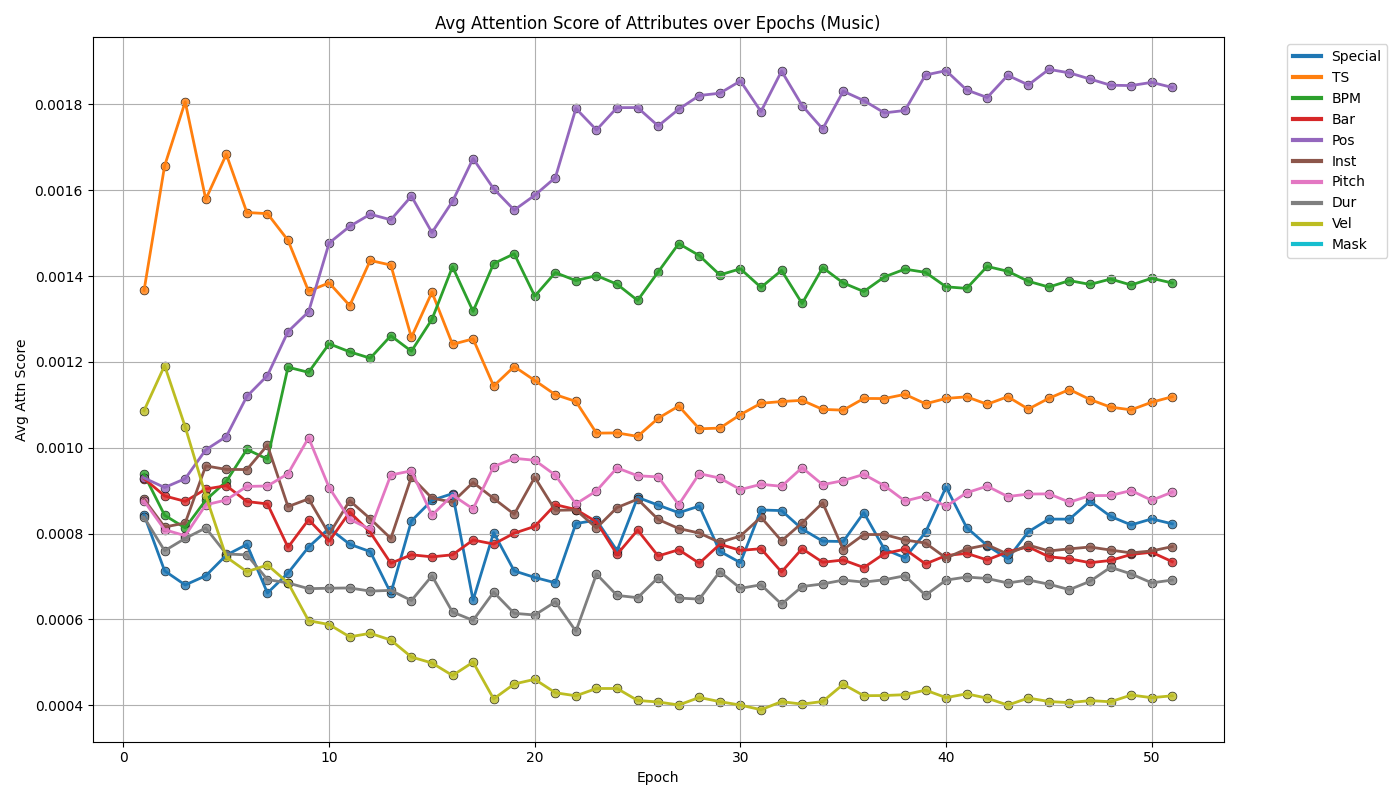 Avg Attention Score of Attributes over Epochs (Music)
Avg Attn Score
0.0018
0.0016
0.0014
0.0012
0.0010
0.0008
0.0006
0.0004
0
10
20
30
40
50
Epoch
Special
TS
BPM
Bar
Pos
Inst
Pitch
Dur
Vel
Mask